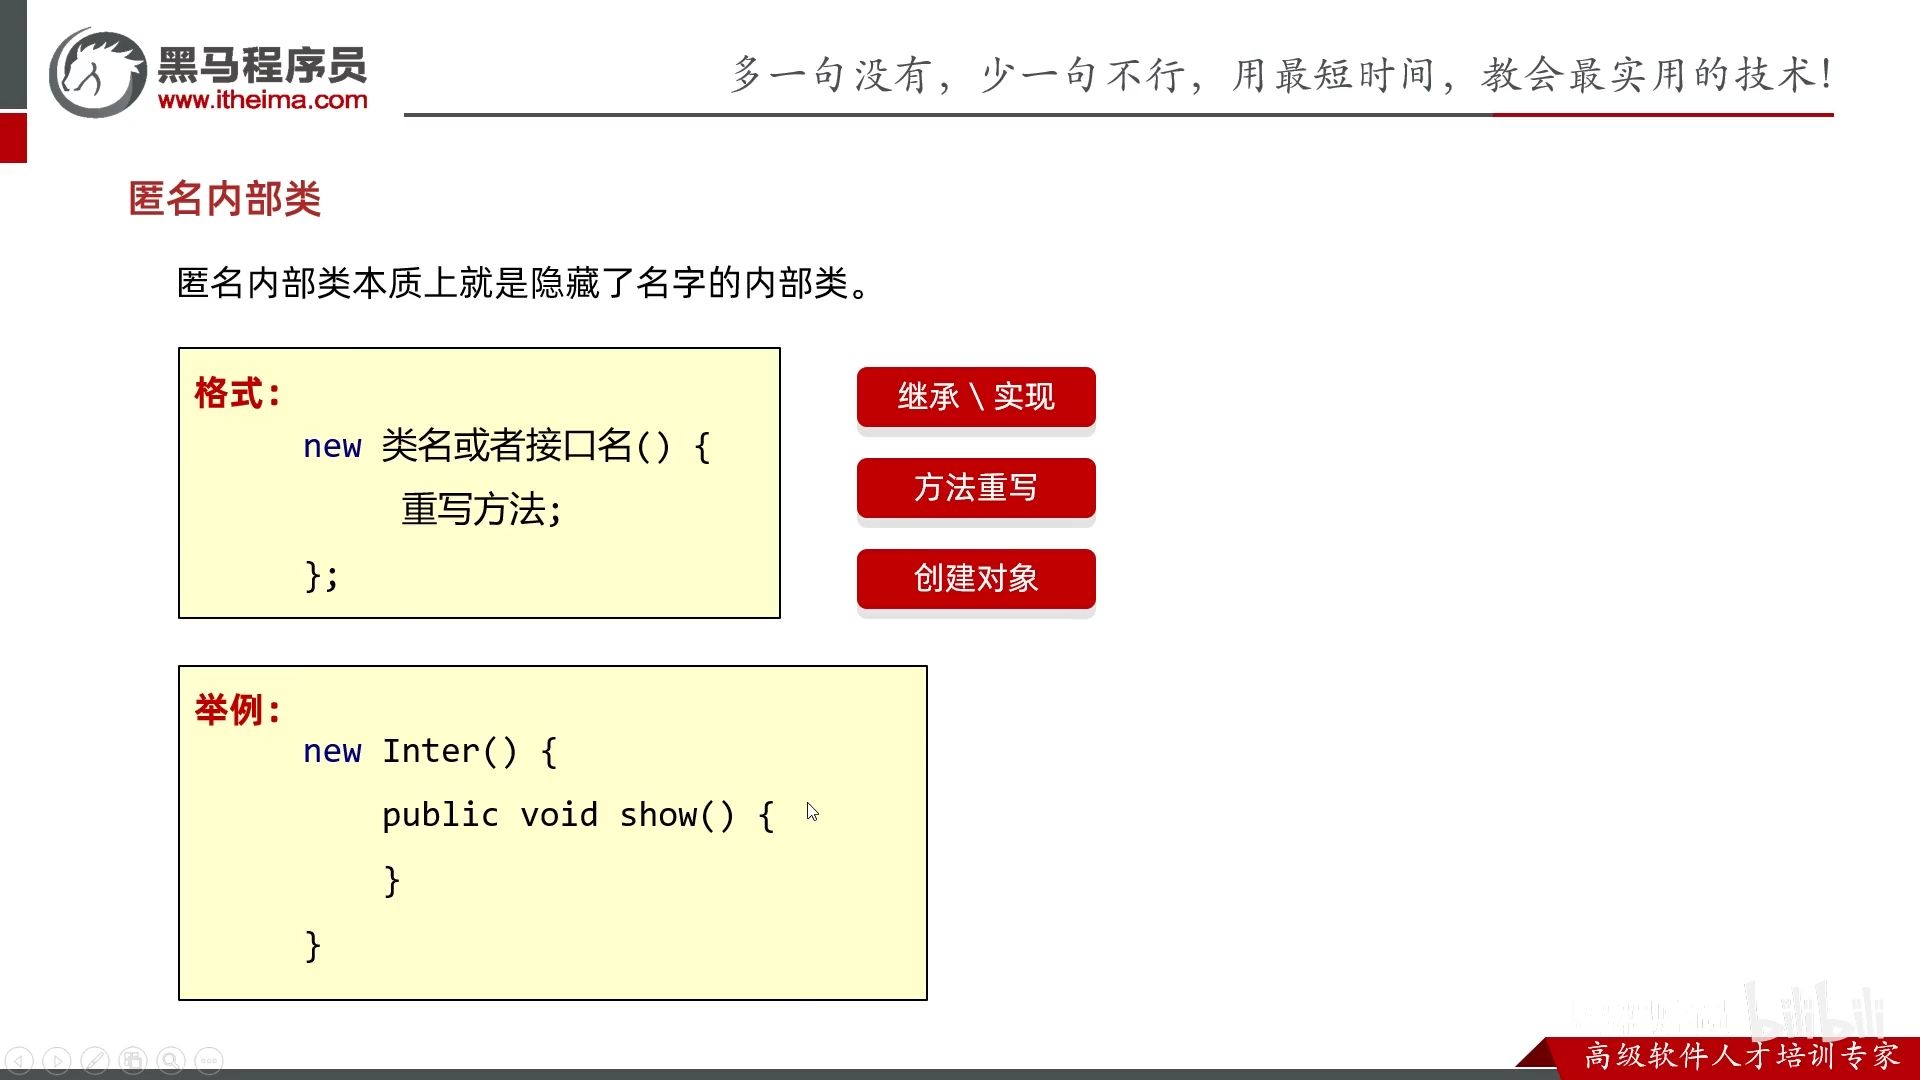 黑马程序员
www.itheima.com
多一句没有，少一句不行，用最短时间，教会最实用的技术！
匿名内部类
匿名内部类本质上就是隐藏了名字的内部类。
格式：
new 类名或者接口名() {
重写方法;
};
继承 \ 实现
方法重写
创建对象
举例：
new Inter() {
public void show() {
}
}
bilibili
高级软件人才培训专家